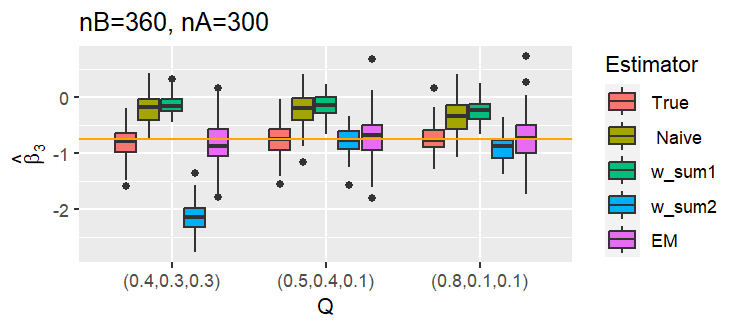 nB=360, nA=300
β̂₃
0
-1
-2
(0.4,0.3,0.3) (0.5,0.4,0.1) (0.8,0.1,0.1)
Q
Estimator
True
Naive
w_sum1
w_sum2
EM